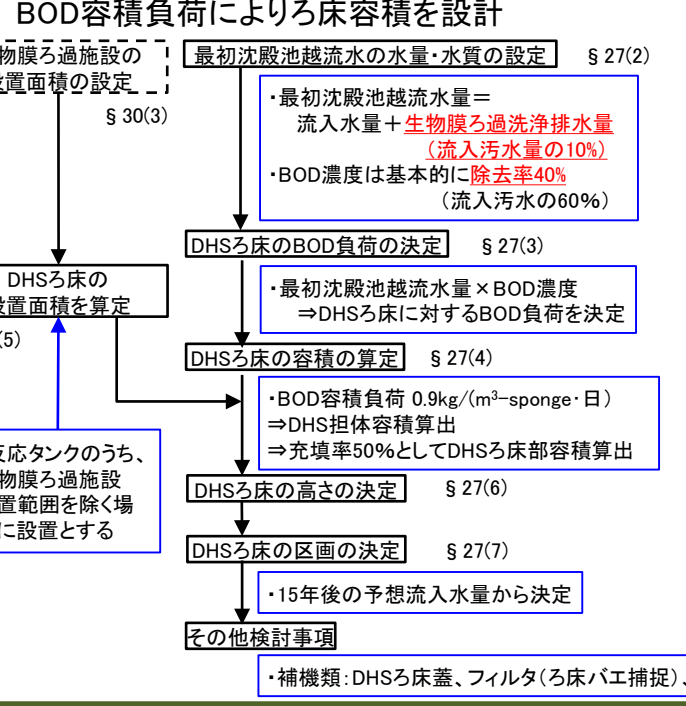 BOD容積負荷によりろ床容積を設計
物膜ろ過施設の
置面積の設定
§30(3)
最初沈殿池越流水の水量・水質の設定 §27(2)
・最初沈殿池越流水量=
流入水量+生物膜ろ過洗浄排水量
(流入汚水量の10%)
・BOD濃度は基本的に除去率40%
(流入汚水の60%)
DHSろ床のBOD負荷の決定 §27(3)
・最初沈殿池越流水量×BOD濃度
⇒DHSろ床に対するBOD負荷を決定
DHSろ床の
置面積を算定
(5)
DHSろ床の容積の算定 §27(4)
・BOD容積負荷 0.9kg/(m³-sponge・日)
⇒DHS担体容積算出
⇒充填率50%としてDHSろ床部容積算出
反応タンクのうち、
物膜ろ過施設
置範囲を除く場
に設置とする
DHSろ床の高さの決定 §27(6)
DHSろ床の区画の決定 §27(7)
・15年後の予想流入水量から決定
その他検討事項
・補機類:DHSろ床蓋、フィルタ(ろ床バエ捕捉)、